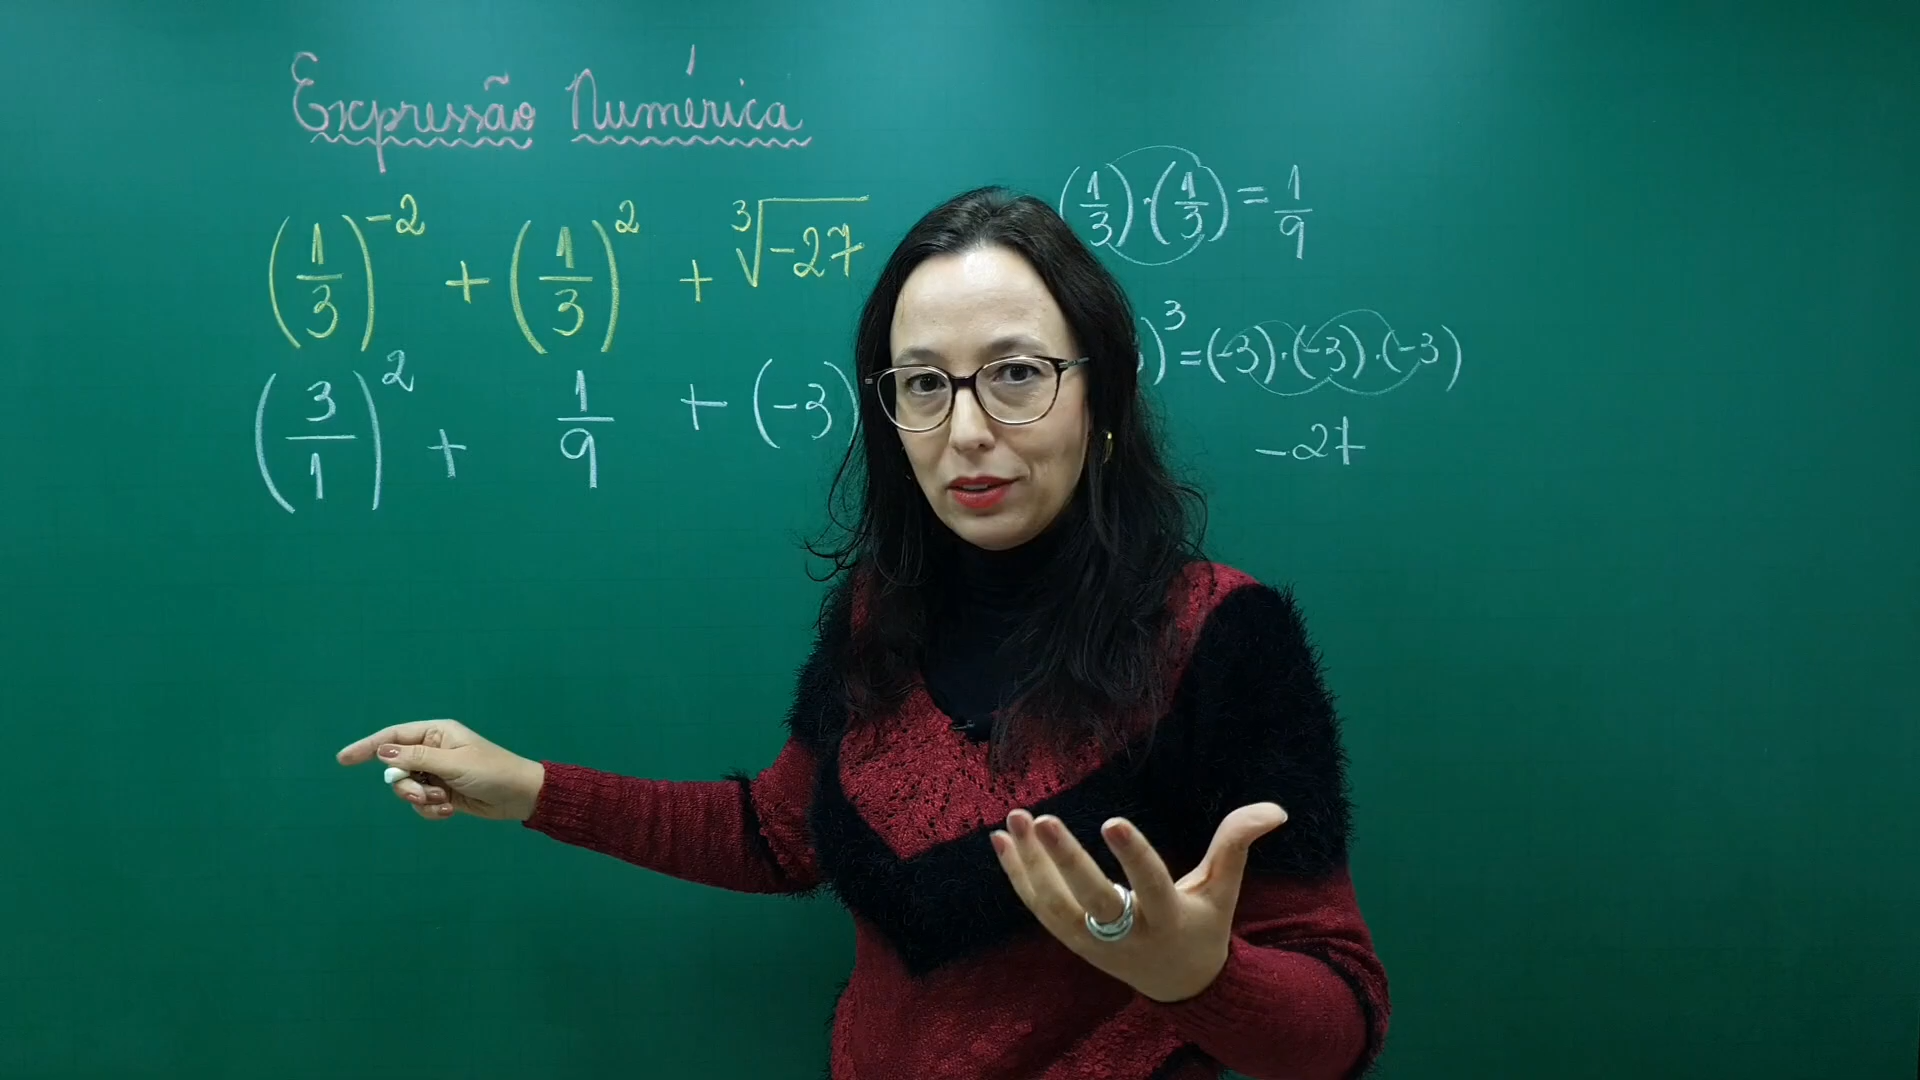 Expressão Numérica
(1/3)^-2 + (1/3)^2 + ∛-27
(3/1)^2 + 1/9 + (-3)
(1/3)·(1/3) = 1/9
)^3 = (-3)·(-3)·(-3)
-27